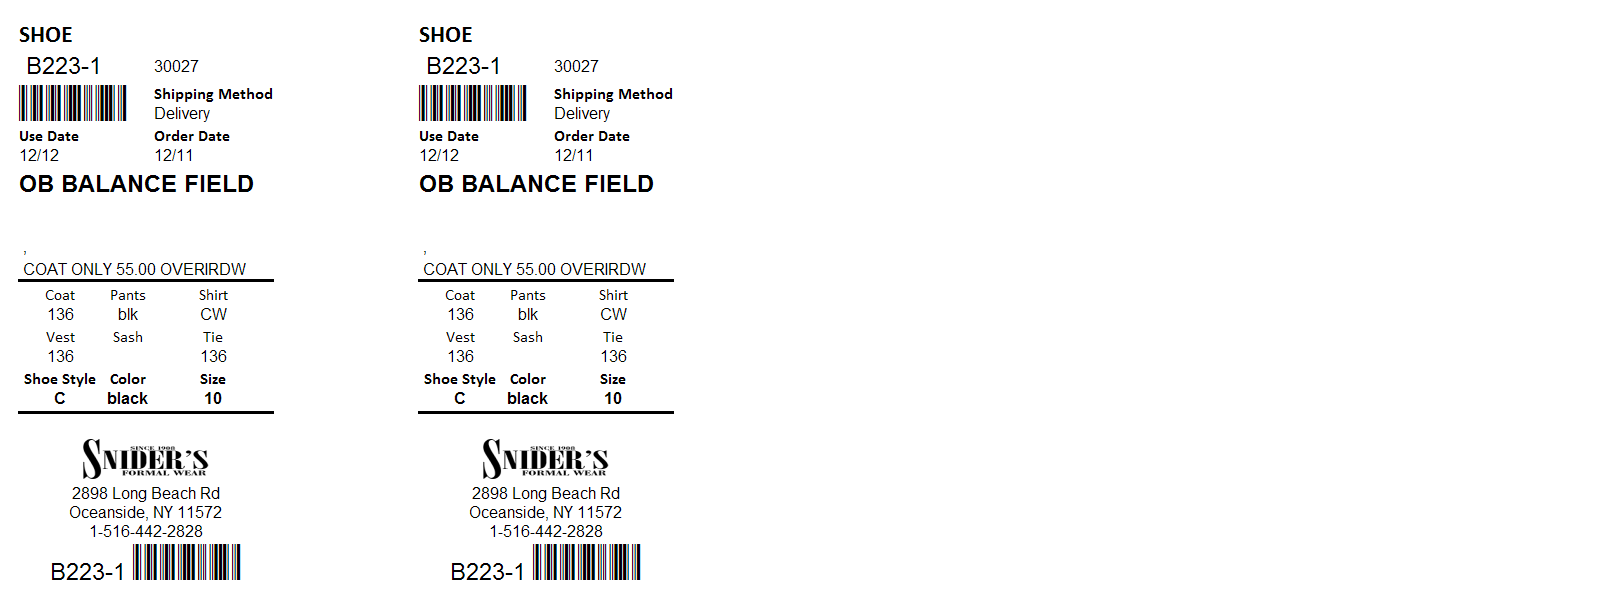 SHOE
B223-1 30027
Shipping Method
Delivery
Use Date Order Date
12/12 12/11
OB BALANCE FIELD
,
COAT ONLY 55.00 OVERIRDW
Coat Pants Shirt
136 blk CW
Vest Sash Tie
136 136
Shoe Style Color Size
C black 10
SINCE 1900
SNIDER'S
FORMAL WEAR
2898 Long Beach Rd
Oceanside, NY 11572
1-516-442-2828
B223-1
SHOE
B223-1 30027
Shipping Method
Delivery
Use Date Order Date
12/12 12/11
OB BALANCE FIELD
,
COAT ONLY 55.00 OVERIRDW
Coat Pants Shirt
136 blk CW
Vest Sash Tie
136 136
Shoe Style Color Size
C black 10
SINCE 1900
SNIDER'S
FORMAL WEAR
2898 Long Beach Rd
Oceanside, NY 11572
1-516-442-2828
B223-1